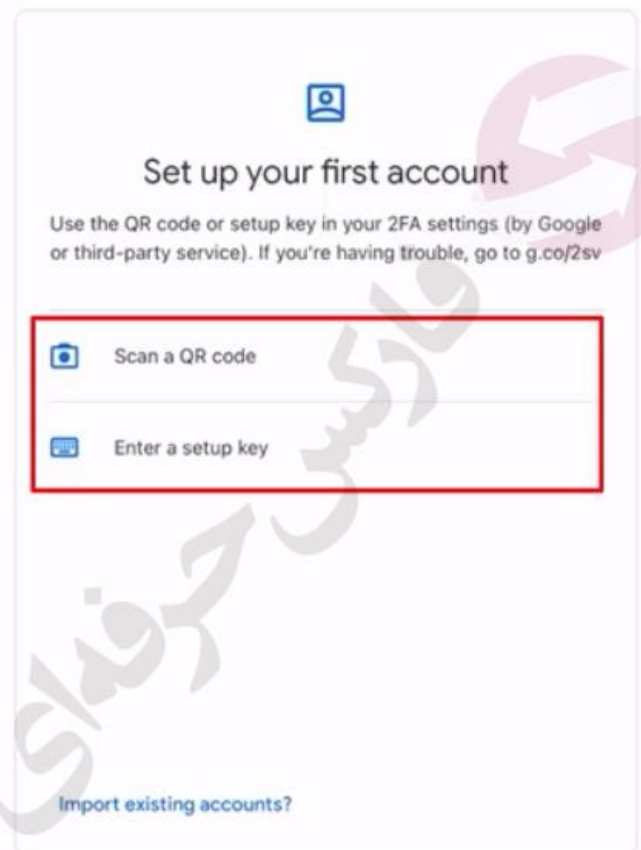 Set up your first account
Use the QR code or setup key in your 2FA settings (by Google
or third-party service). If you're having trouble, go to g.co/2sv
Scan a QR code
Enter a setup key
فارکس حرفه‌ای
Import existing accounts?